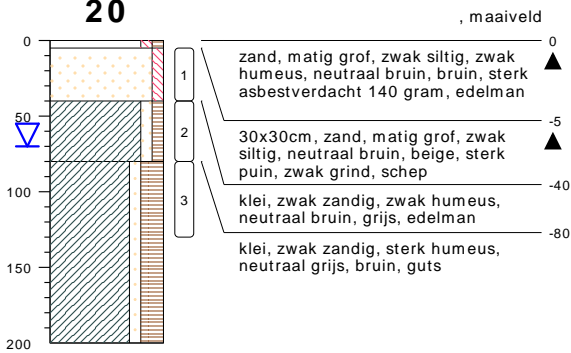 20
, maaiveld
0
0
zand, matig grof, zwak siltig, zwak
humeus, neutraal bruin, bruin, sterk
asbestverdacht 140 gram, edelman
1
-5
50
2
30x30cm, zand, matig grof, zwak
siltig, neutraal bruin, beige, sterk
puin, zwak grind, schep
-40
100
3
klei, zwak zandig, zwak humeus,
neutraal bruin, grijs, edelman
-80
klei, zwak zandig, sterk humeus,
neutraal grijs, bruin, guts
150
200